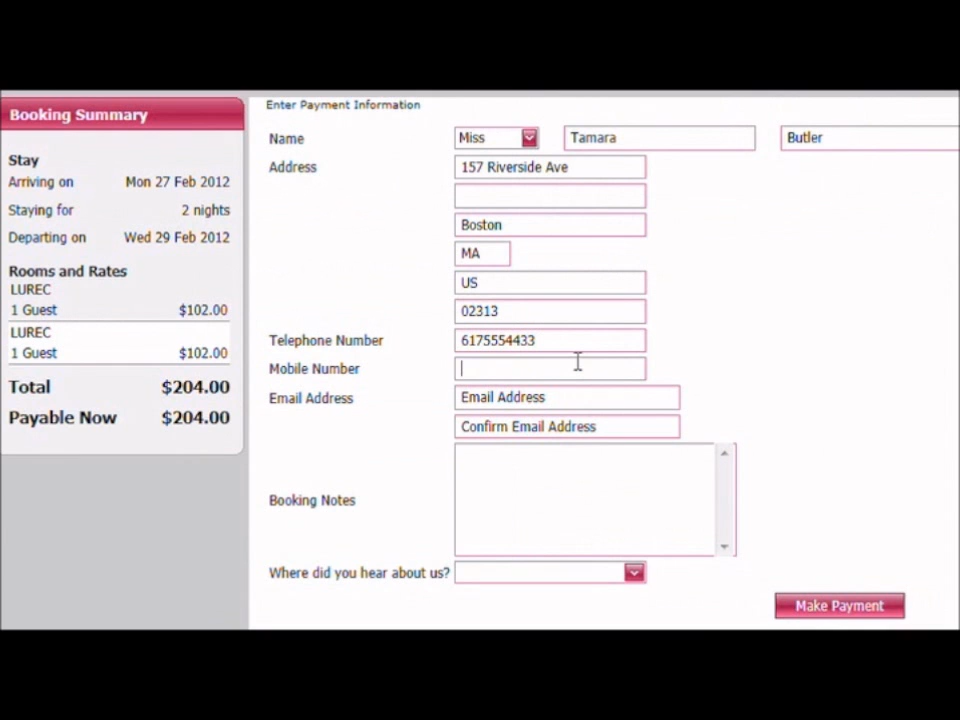 Booking Summary
Stay
Arriving on Mon 27 Feb 2012
Staying for 2 nights
Departing on Wed 29 Feb 2012
Rooms and Rates
LUREC
1 Guest $102.00
LUREC
1 Guest $102.00
Total $204.00
Payable Now $204.00
Enter Payment Information
Name Miss Tamara Butler
Address 157 Riverside Ave
Boston
MA
US
02313
Telephone Number 6175554433
Mobile Number
Email Address Email Address
Confirm Email Address
Booking Notes
Where did you hear about us?
Make Payment